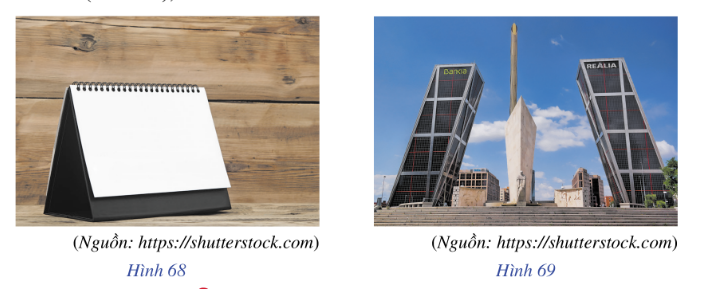 Bankia
REALIA
(Nguồn: https://shutterstock.com)
(Nguồn: https://shutterstock.com)
Hình 68
Hình 69